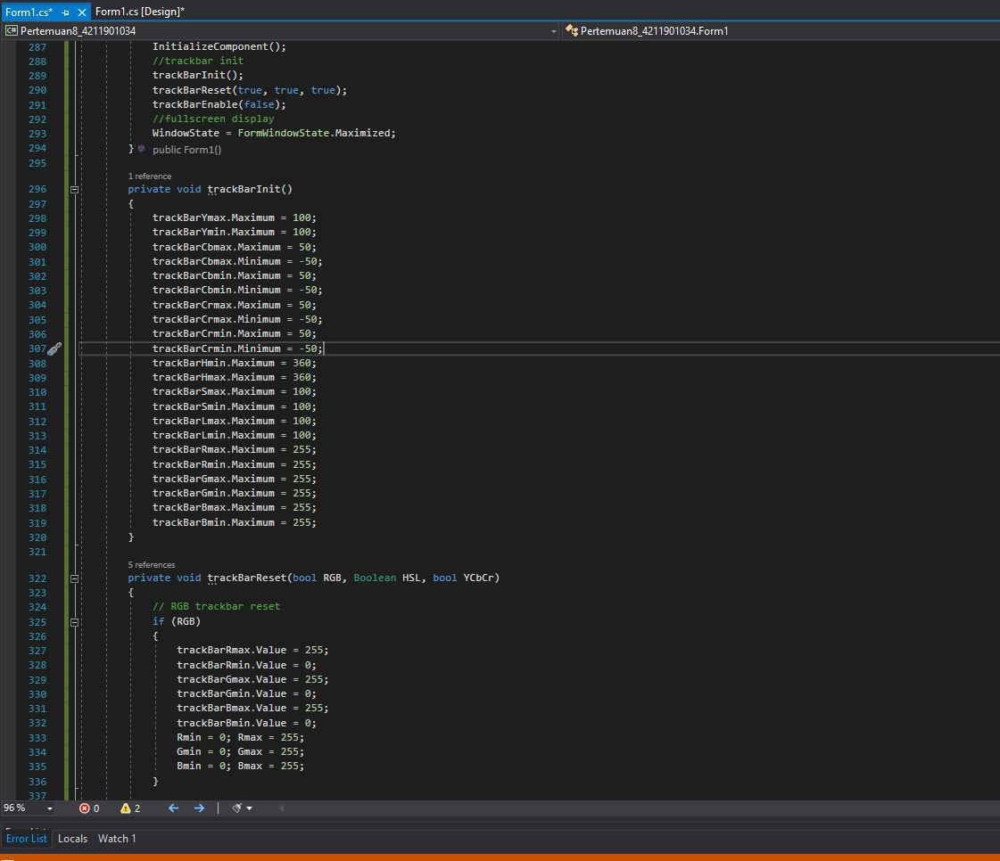 Form1.cs* Form1.cs [Design]*
C# Pertemuan8_4211901034 Pertemuan8_4211901034.Form1
287 InitializeComponent();
288 //trackbar init
289 trackBarInit();
290 trackBarReset(true, true, true);
291 trackBarEnable(false);
292 //fullscreen display
293 WindowState = FormWindowState.Maximized;
294 } public Form1()
295
1 reference
296 private void trackBarInit()
297 {
298 trackBarYmax.Maximum = 100;
299 trackBarYmin.Maximum = 100;
300 trackBarCbmax.Maximum = 50;
301 trackBarCbmax.Minimum = -50;
302 trackBarCbmin.Maximum = 50;
303 trackBarCbmin.Minimum = -50;
304 trackBarCrmax.Maximum = 50;
305 trackBarCrmax.Minimum = -50;
306 trackBarCrmin.Maximum = 50;
307 trackBarCrmin.Minimum = -50;
308 trackBarHmin.Maximum = 360;
309 trackBarHmax.Maximum = 360;
310 trackBarSmax.Maximum = 100;
311 trackBarSmin.Maximum = 100;
312 trackBarLmax.Maximum = 100;
313 trackBarLmin.Maximum = 100;
314 trackBarRmax.Maximum = 255;
315 trackBarRmin.Maximum = 255;
316 trackBarGmax.Maximum = 255;
317 trackBarGmin.Maximum = 255;
318 trackBarBmax.Maximum = 255;
319 trackBarBmin.Maximum = 255;
320 }
321
5 references
322 private void trackBarReset(bool RGB, Boolean HSL, bool YCbCr)
323 {
324 // RGB trackbar reset
325 if (RGB)
326 {
327 trackBarRmax.Value = 255;
328 trackBarRmin.Value = 0;
329 trackBarGmax.Value = 255;
330 trackBarGmin.Value = 0;
331 trackBarBmax.Value = 255;
332 trackBarBmin.Value = 0;
333 Rmin = 0; Rmax = 255;
334 Gmin = 0; Gmax = 255;
335 Bmin = 0; Bmax = 255;
336 }
337
96 % 0 2
Error List Locals Watch 1